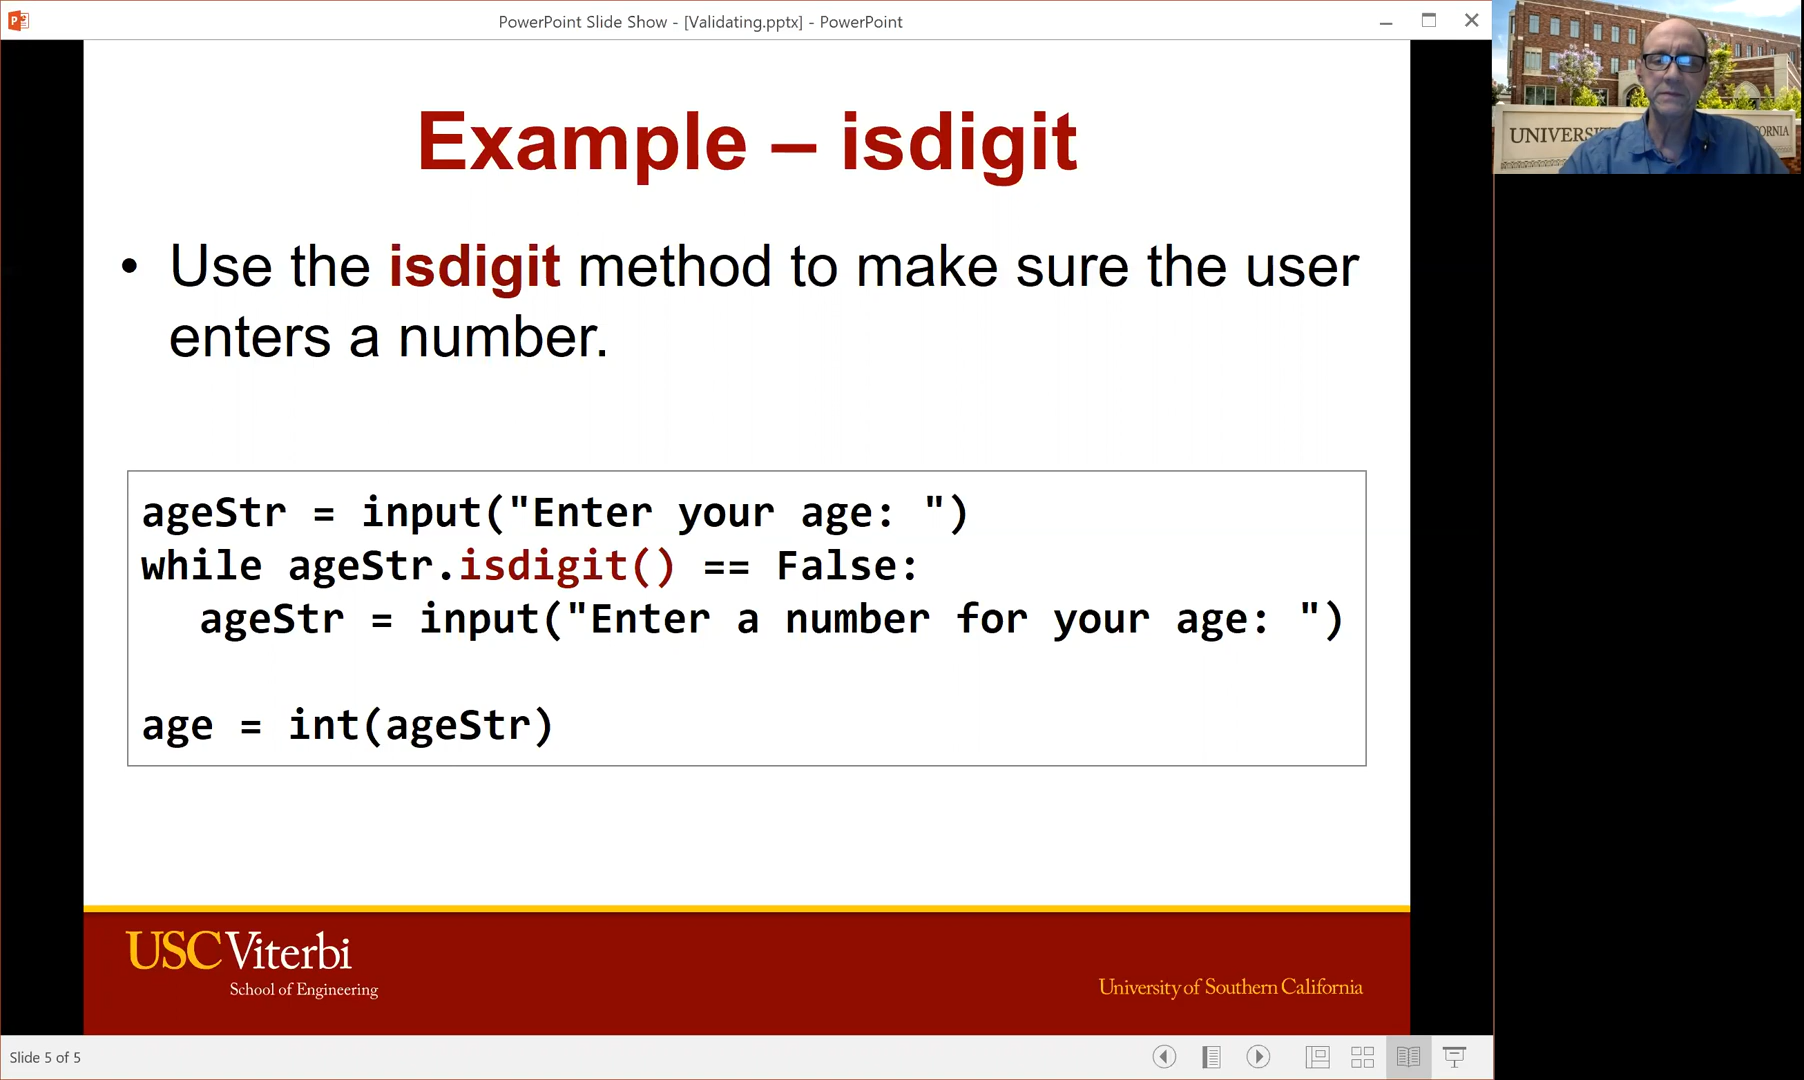 PowerPoint Slide Show - [Validating.pptx] - PowerPoint
Example – isdigit
• Use the isdigit method to make sure the user
enters a number.
ageStr = input("Enter your age: ")
while ageStr.isdigit() == False:
ageStr = input("Enter a number for your age: ")
age = int(ageStr)
USC Viterbi
School of Engineering
University of Southern California
Slide 5 of 5